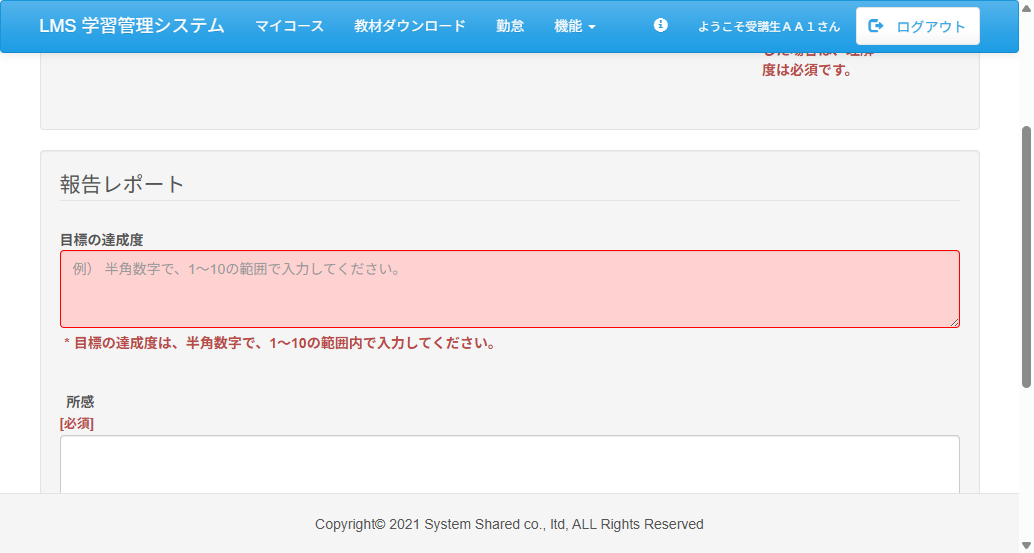 LMS 学習管理システム マイコース 教材ダウンロード 勤怠 機能 ようこそ受講生ＡＡ１さん ログアウト
度は必須です。
報告レポート
目標の達成度
例） 半角数字で、1～10の範囲で入力してください。
* 目標の達成度は、半角数字で、1～10の範囲内で入力してください。
所感
[必須]
Copyright© 2021 System Shared co., ltd, ALL Rights Reserved